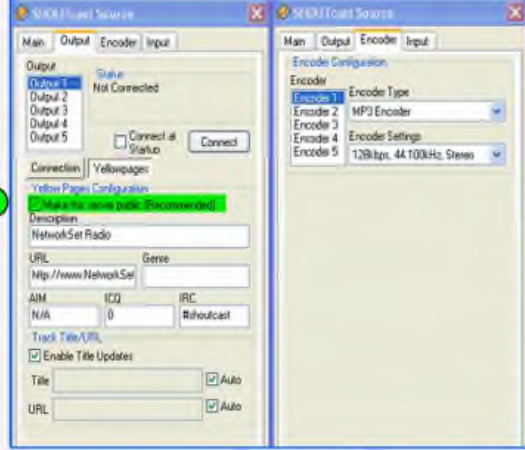 SHOUTcast Source
Main Output Encoder Input
Output
Output 1
Output 2
Output 3
Output 4
Output 5
Status
Not Connected
Connect at
Startup
Connect
Connection Yellowpages
Yellow Pages Configuration
Make this server public (Recommended)
Description
NetworkSet Radio
URL Genre
http://www.NetworkSet
AIM ICQ IRC
N/A 0 #shoutcast
Track Title/URL
Enable Title Updates
Title Auto
URL Auto
SHOUTcast Source
Main Output Encoder Input
Encoder Configuration
Encoder
Encoder 1
Encoder 2
Encoder 3
Encoder 4
Encoder 5
Encoder Type
MP3 Encoder
Encoder Settings
128kbps, 44.100kHz, Stereo